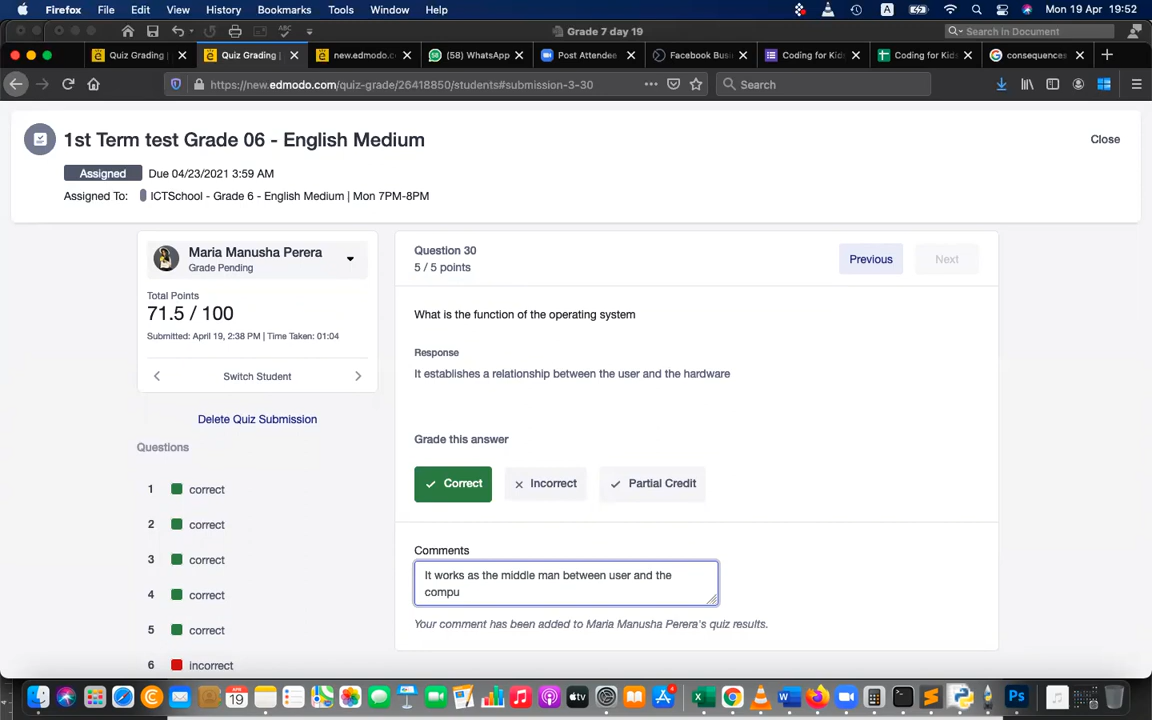 Firefox File Edit View History Bookmarks Tools Window Help A Mon 19 Apr 19:52
Grade 7 day 19 Search in Document
Quiz Grading Quiz Grading new.edmodo.c (58) WhatsApp Post Attendee Facebook Busi Coding for Kids Coding for Kids consequences
https://new.edmodo.com/quiz-grade/26418850/students#submission-3-30 Search
1st Term test Grade 06 - English Medium
Close
Assigned Due 04/23/2021 3:59 AM
Assigned To: ICTSchool - Grade 6 - English Medium | Mon 7PM-8PM
Maria Manusha Perera
Grade Pending
Total Points
71.5 / 100
Submitted: April 19, 2:38 PM | Time Taken: 01:04
Switch Student
Delete Quiz Submission
Questions
1 correct
2 correct
3 correct
4 correct
5 correct
6 incorrect
Question 30
5 / 5 points
Previous Next
What is the function of the operating system
Response
It establishes a relationship between the user and the hardware
Grade this answer
Correct Incorrect Partial Credit
Comments
It works as the middle man between user and the
compu
Your comment has been added to Maria Manusha Perera's quiz results.
APR
19 tv Ps